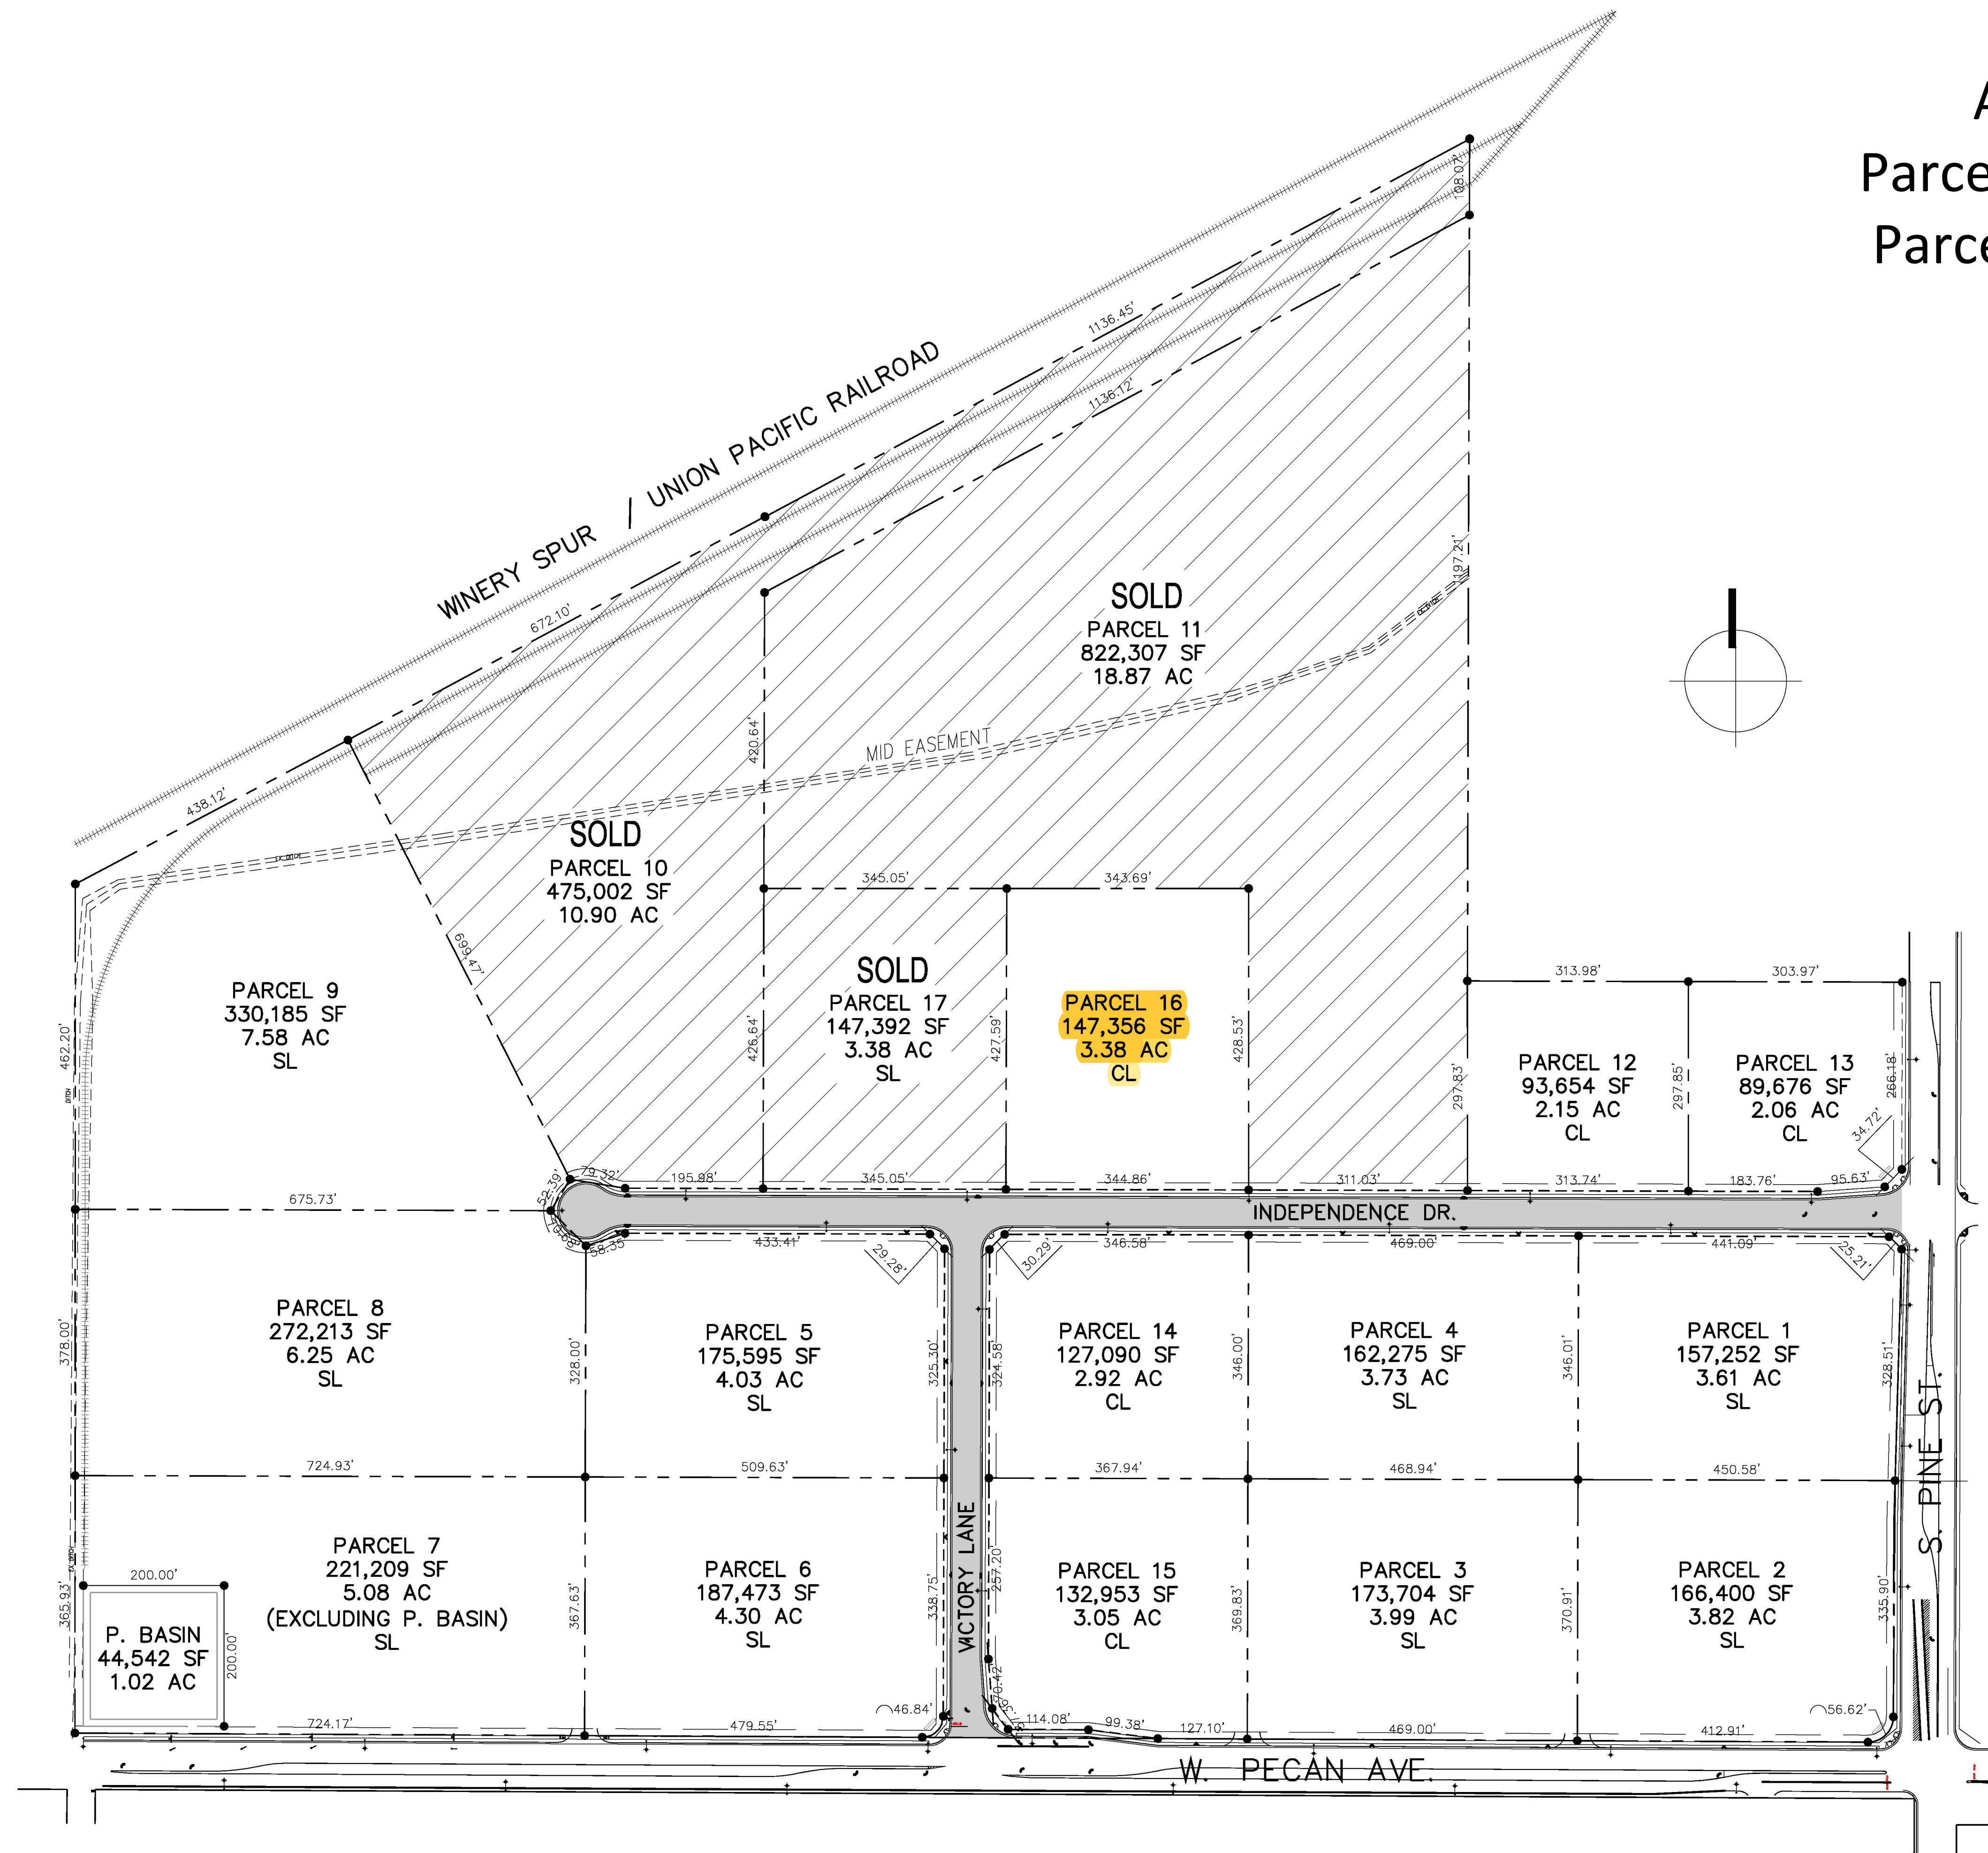 A
Parce
Parce
WINERY SPUR / UNION PACIFIC RAILROAD
108.07'
1136.45'
1136.12'
672.10'
438.12'
1197.21'
SOLD
PARCEL 11
822,307 SF
18.87 AC
420.64'
MID EASEMENT
SOLD
PARCEL 10
475,002 SF
10.90 AC
699.47'
345.05'
343.69'
SOLD
PARCEL 17
147,392 SF
3.38 AC
SL
426.64'
427.59'
PARCEL 16
147,356 SF
3.38 AC
CL
428.53'
PARCEL 9
330,185 SF
7.58 AC
SL
462.20'
DITCH
313.98'
303.97'
297.83'
PARCEL 12
93,654 SF
2.15 AC
CL
297.85'
PARCEL 13
89,676 SF
2.06 AC
CL
266.18'
34.72'
52.39'
79.32'
195.98'
345.05'
344.86'
311.03'
313.74'
183.76'
95.63'
675.73'
INDEPENDENCE DR.
58.35'
433.41'
29.28'
30.29'
346.58'
469.00'
441.09'
25.21'
378.00'
PARCEL 8
272,213 SF
6.25 AC
SL
328.00'
PARCEL 5
175,595 SF
4.03 AC
SL
325.30'
324.58'
PARCEL 14
127,090 SF
2.92 AC
CL
346.00'
PARCEL 4
162,275 SF
3.73 AC
SL
346.01'
PARCEL 1
157,252 SF
3.61 AC
SL
328.51'
S. PINE ST.
724.93'
509.63'
367.94'
468.94'
450.58'
VICTORY LANE
365.93'
200.00'
P. BASIN
44,542 SF
1.02 AC
200.00'
PARCEL 7
221,209 SF
5.08 AC
(EXCLUDING P. BASIN)
SL
367.63'
PARCEL 6
187,473 SF
4.30 AC
SL
338.75'
257.20'
PARCEL 15
132,953 SF
3.05 AC
CL
369.83'
PARCEL 3
173,704 SF
3.99 AC
SL
370.91'
PARCEL 2
166,400 SF
3.82 AC
SL
335.90'
70.42'
46.84'
56.62'
724.17'
479.55'
114.08'
99.38'
127.10'
469.00'
412.91'
W. PECAN AVE.